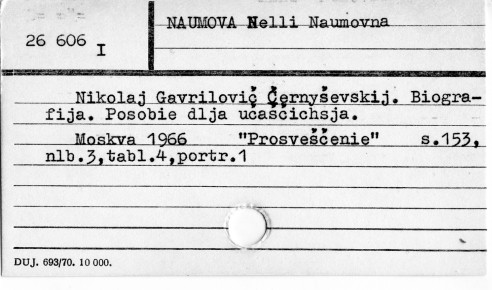 NAUMOVA Nelli Naumovna
26 606 I
Nikolaj Gavrilovič Černyševskij. Biogra-
fija. Posobie dlja učaščichsja.
Moskva 1966 "Prosveščenie" s.153,
nlb.3,tabl.4,portr.1
DUJ. 693/70. 10 000.